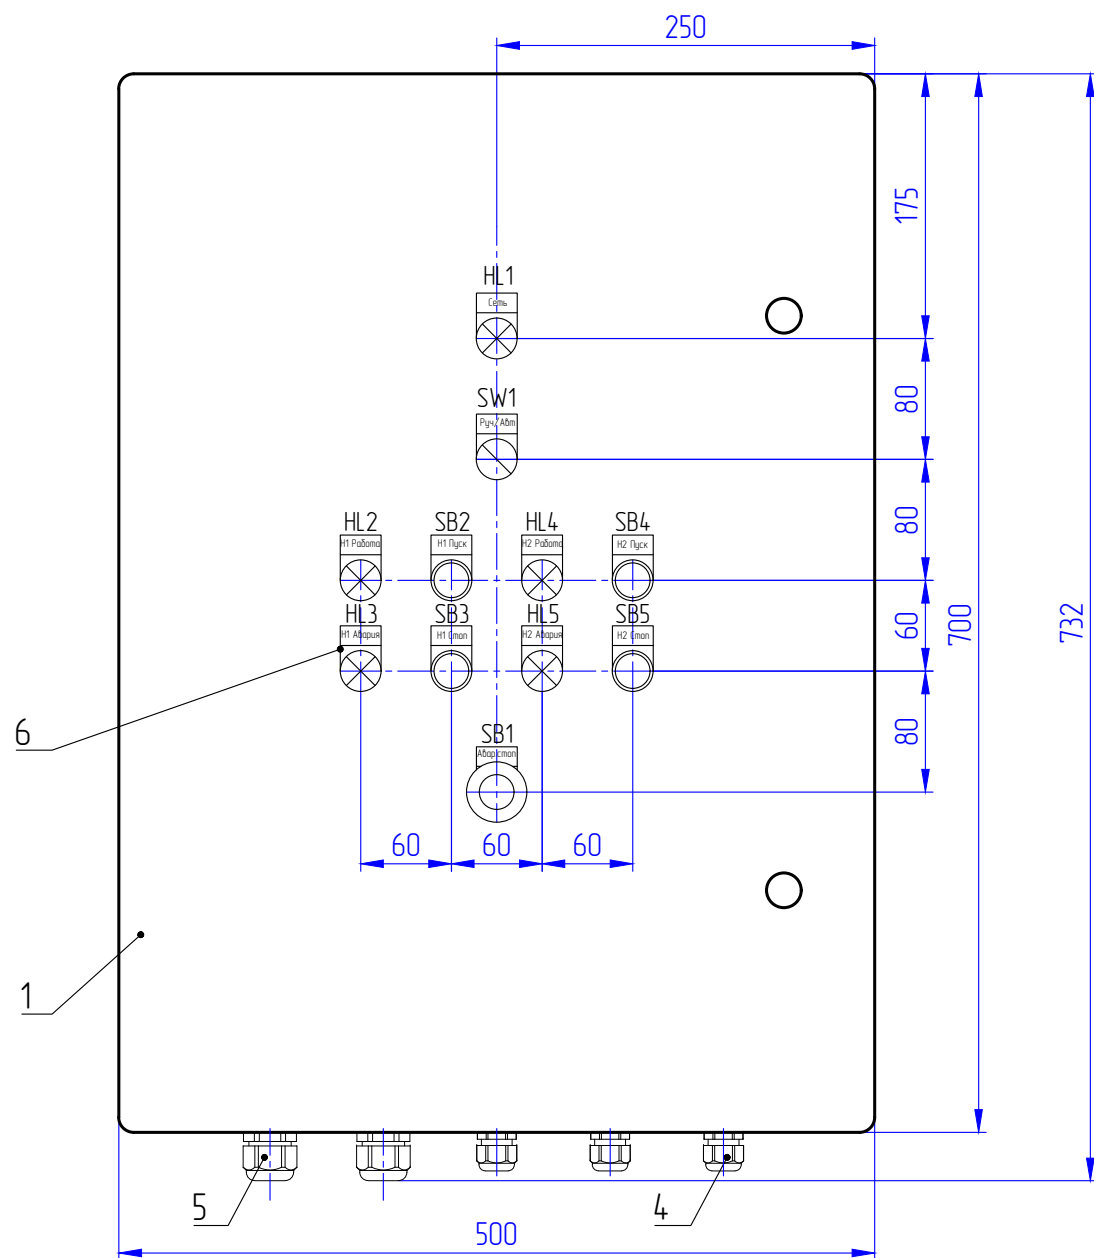 250
175
HL1
Сеть
80
SW1
Руч/Авт
80
HL2 SB2 HL4 SB4
Н1 Работа Н1 Пуск Н2 Работа Н2 Пуск
60
700
732
HL3 SB3 HL5 SB5
Н1 Авария Н1 Стоп Н2 Авария Н2 Стоп
6
80
SB1
Авар.стоп
60 60 60
1
5
4
500